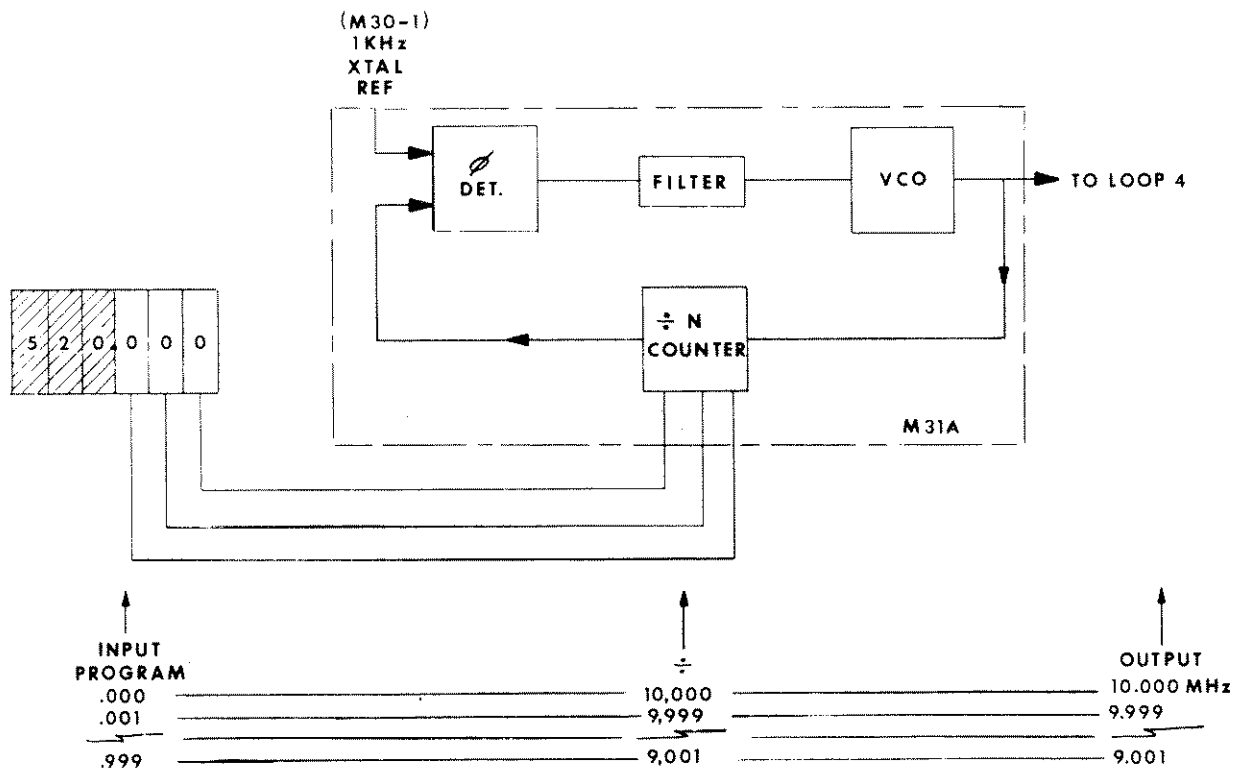 (M30-1)
1KHz
XTAL
REF
Ø
DET.
FILTER
VCO
TO LOOP 4
5 2 0 . 0 0 0
÷ N
COUNTER
M31A
INPUT
PROGRAM
÷
OUTPUT
.000 10,000 10.000 MHz
.001 9,999 9.999
.999 9,001 9.001